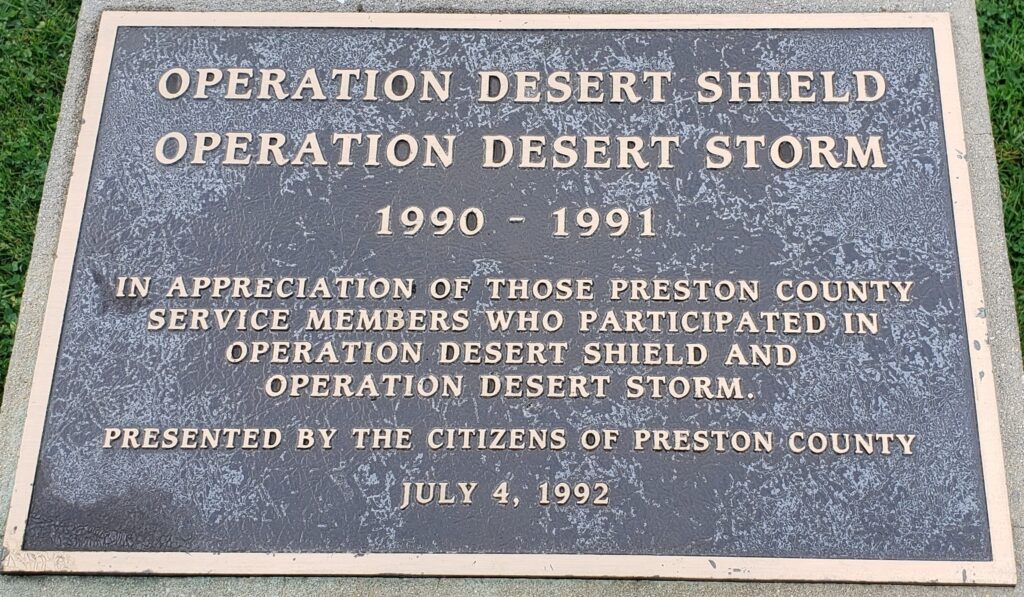 OPERATION DESERT SHIELD
OPERATION DESERT STORM
1990 - 1991
IN APPRECIATION OF THOSE PRESTON COUNTY
SERVICE MEMBERS WHO PARTICIPATED IN
OPERATION DESERT SHIELD AND
OPERATION DESERT STORM.
PRESENTED BY THE CITIZENS OF PRESTON COUNTY
JULY 4, 1992